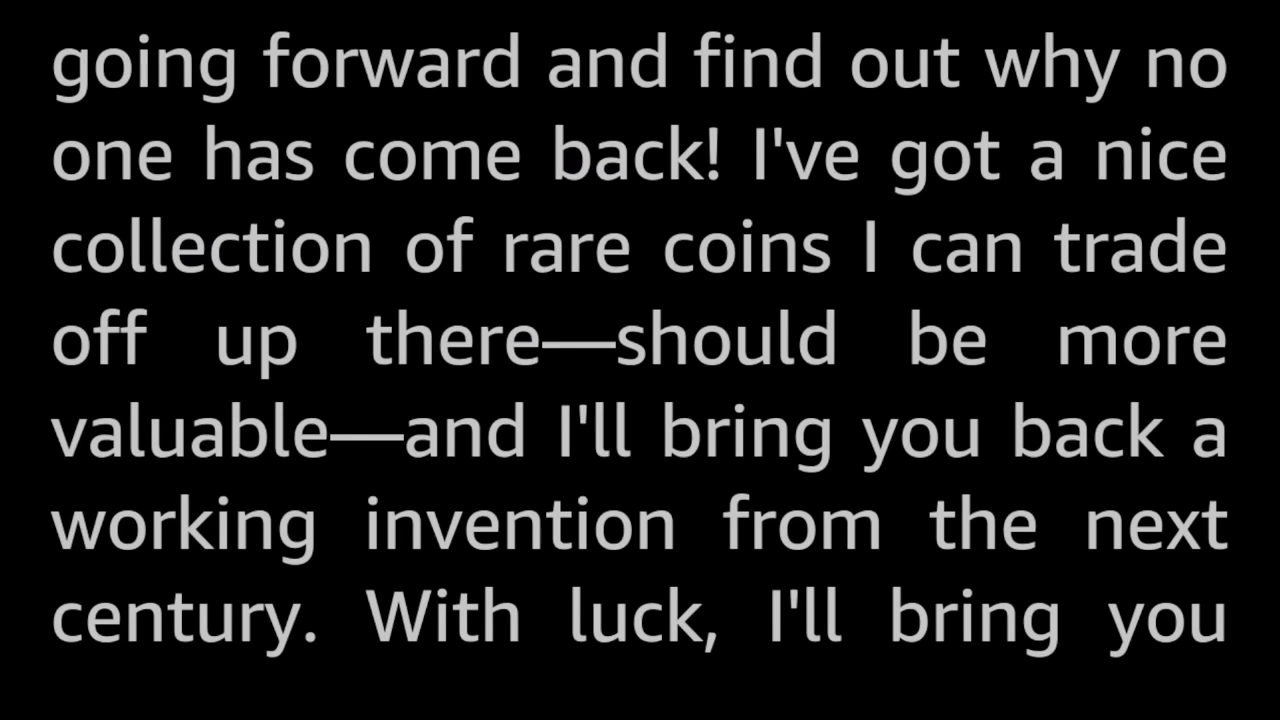 going forward and find out why no
one has come back! I've got a nice
collection of rare coins I can trade
off up there—should be more
valuable—and I'll bring you back a
working invention from the next
century. With luck, I'll bring you